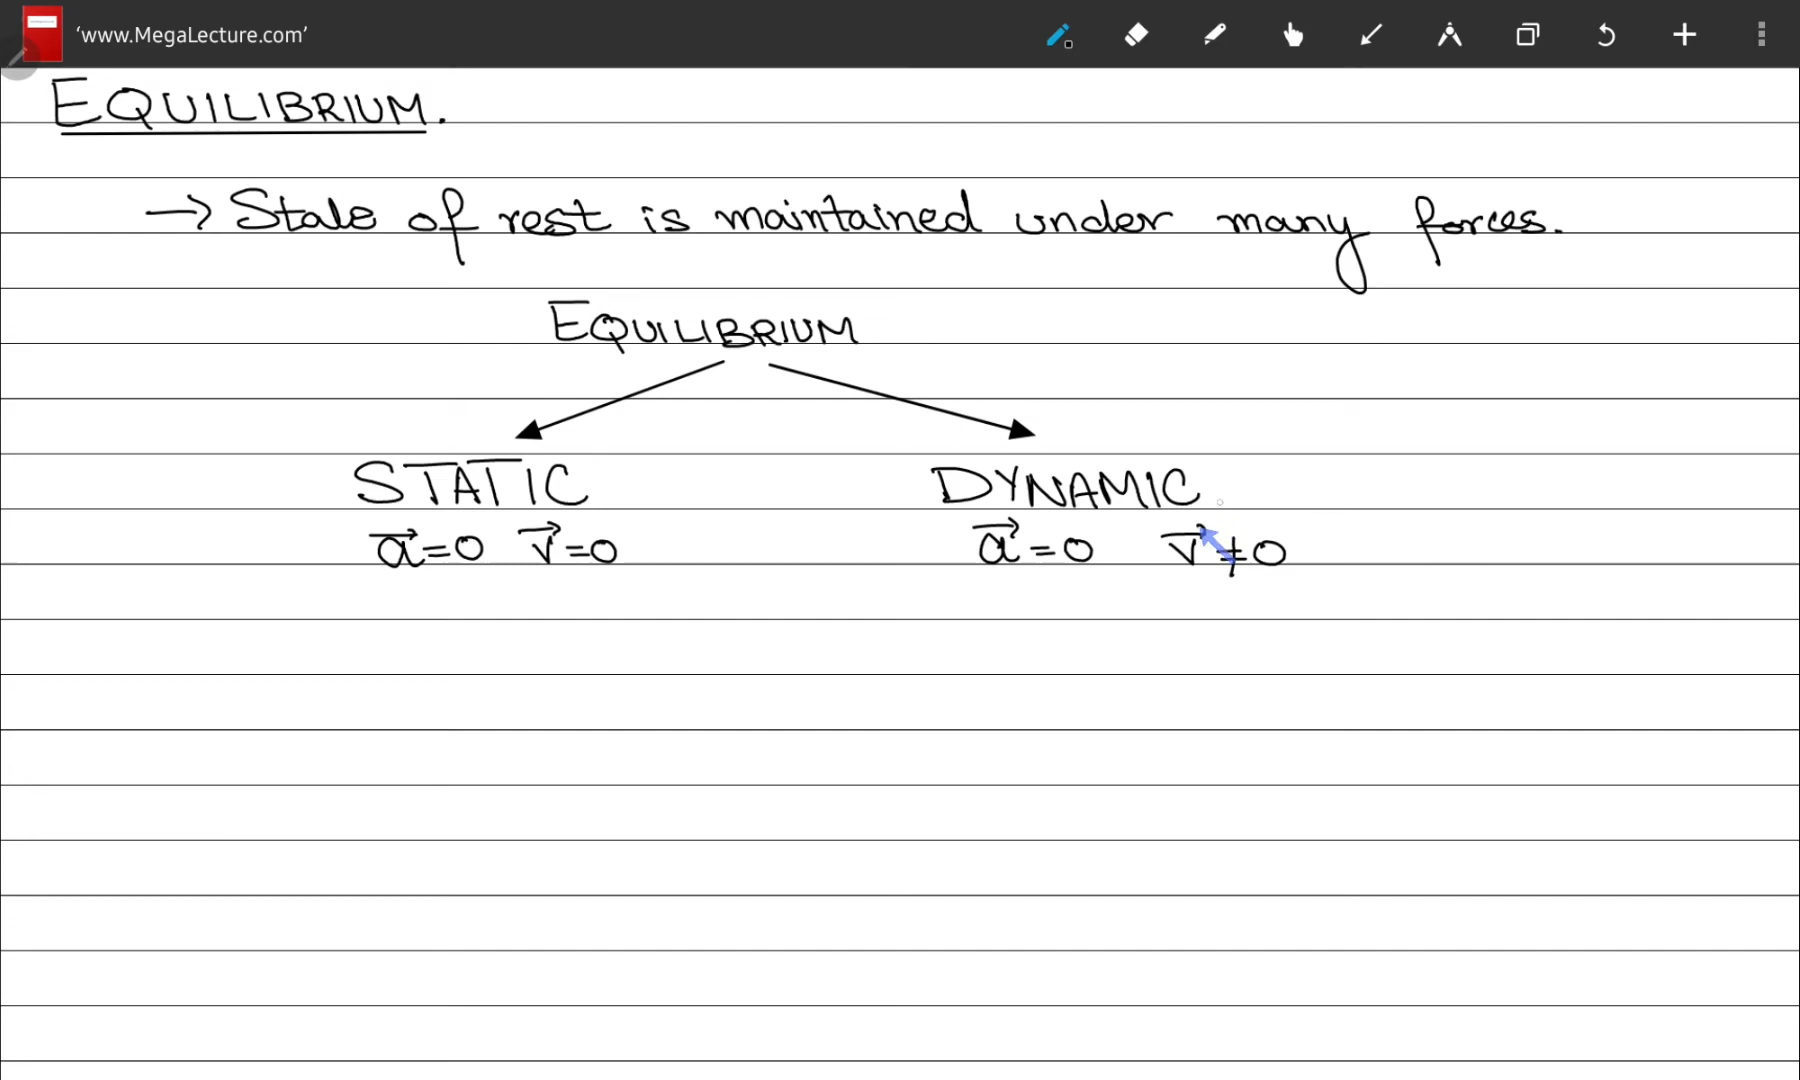 'www.MegaLecture.com'
EQUILIBRIUM.
→ State of rest is maintained under many forces.
EQUILIBRIUM
STATIC DYNAMIC
a⃗=0 v⃗=0 a⃗=0 v⃗≠0